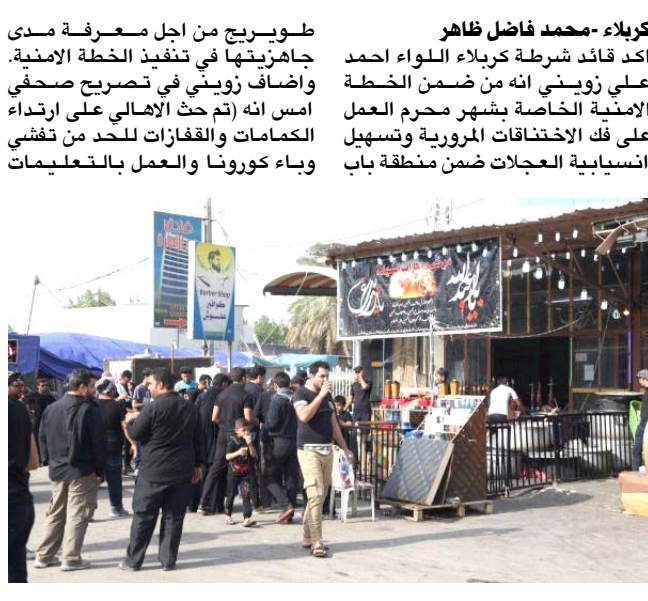 كربلاء -محمد فاضل ظاهر
اكد قائد شرطة كربلاء اللواء احمد
علي زويني انه من ضمن الخطة
الامنية الخاصة بشهر محرم العمل
على فك الاختناقات المرورية وتسهيل
انسيابية العجلات ضمن منطقة باب
طويريج من اجل معرفة مدى
جاهزيتها في تنفيذ الخطة الامنية.
واضاف زويني في تصريح صحفي
امس انه (تم حث الاهالي على ارتداء
الكمامات والقفازات للحد من تفشي
وباء كورونا والعمل بالتعليمات
فندق
Barber Shop